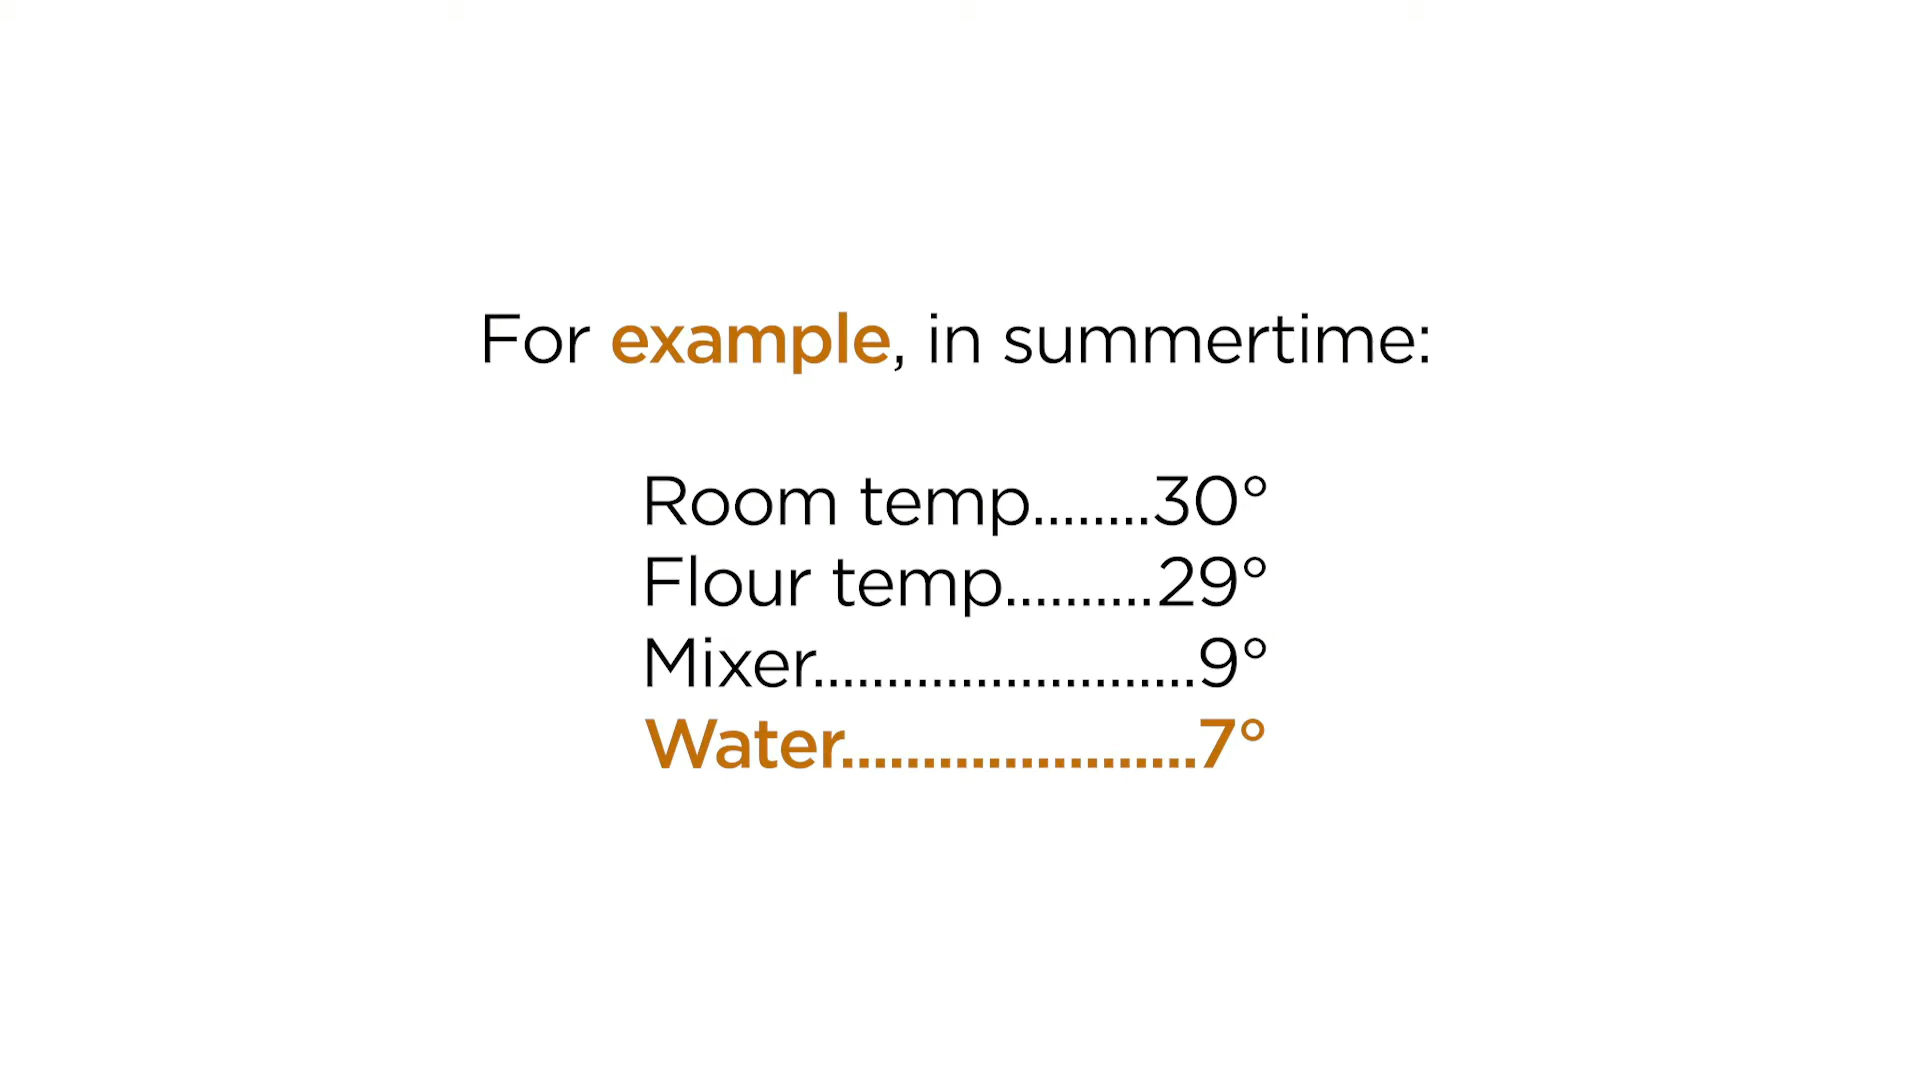 For example, in summertime:
Room temp........30°
Flour temp..........29°
Mixer..........................9°
Water......................7°